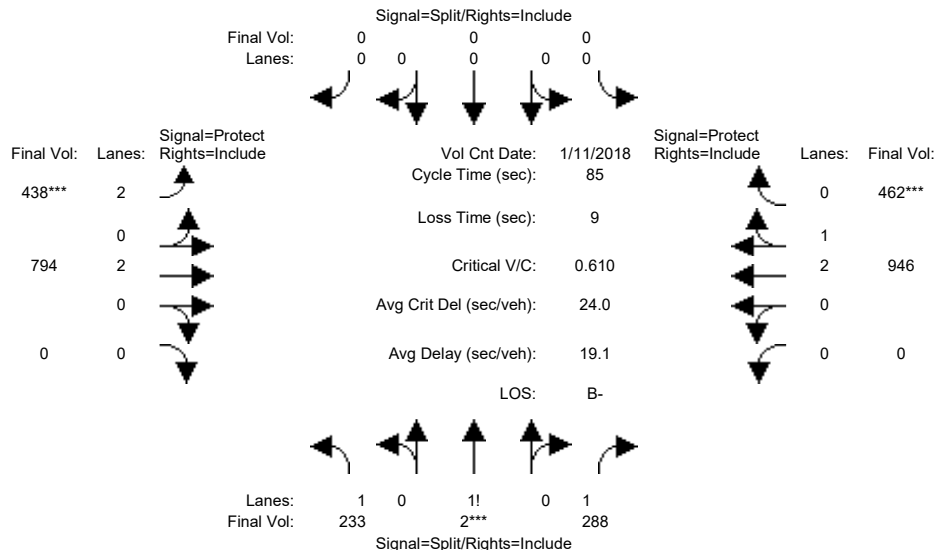 Signal=Split/Rights=Include
Final Vol: 0 0 0
Lanes: 0 0 0 0 0
Signal=Protect Signal=Protect
Final Vol: Lanes: Rights=Include Vol Cnt Date: 1/11/2018 Rights=Include Lanes: Final Vol:
Cycle Time (sec): 85
438*** 2 0 462***
Loss Time (sec): 9
0 1
794 2 Critical V/C: 0.610 2 946
0 Avg Crit Del (sec/veh): 24.0 0
0 0 Avg Delay (sec/veh): 19.1 0 0
LOS: B-
Lanes: 1 0 1! 0 1
Final Vol: 233 2*** 288
Signal=Split/Rights=Include